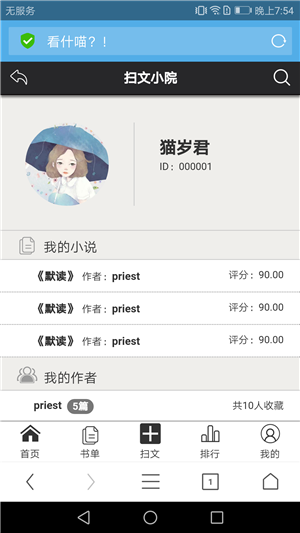 无服务 晚上7:54
看什喵？！
扫文小院
猫岁君
ID：000001
我的小说
《默读》 作者：priest 评分：90.00
《默读》 作者：priest 评分：90.00
《默读》 作者：priest 评分：90.00
我的作者
priest 5篇 共10人收藏
首页 书单 扫文 排行 我的
1